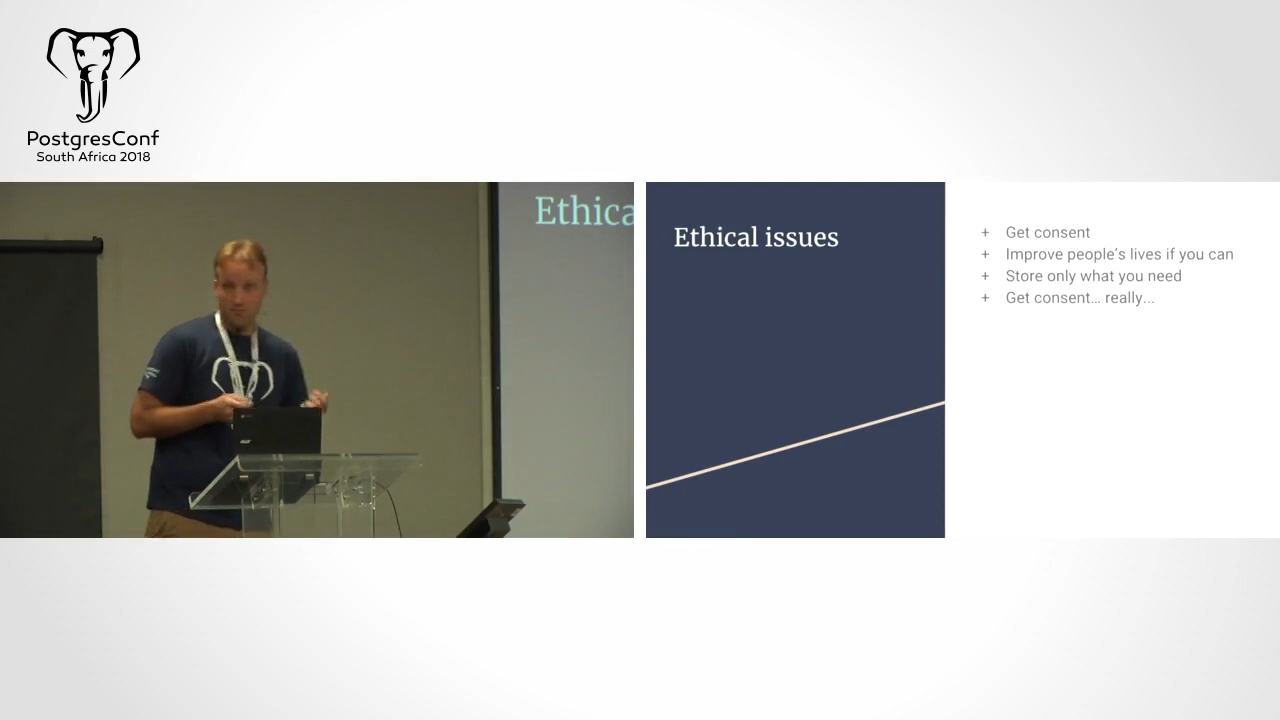 PostgresConf
South Africa 2018
Ethica
Ethical issues
+ Get consent
+ Improve people's lives if you can
+ Store only what you need
+ Get consent... really...